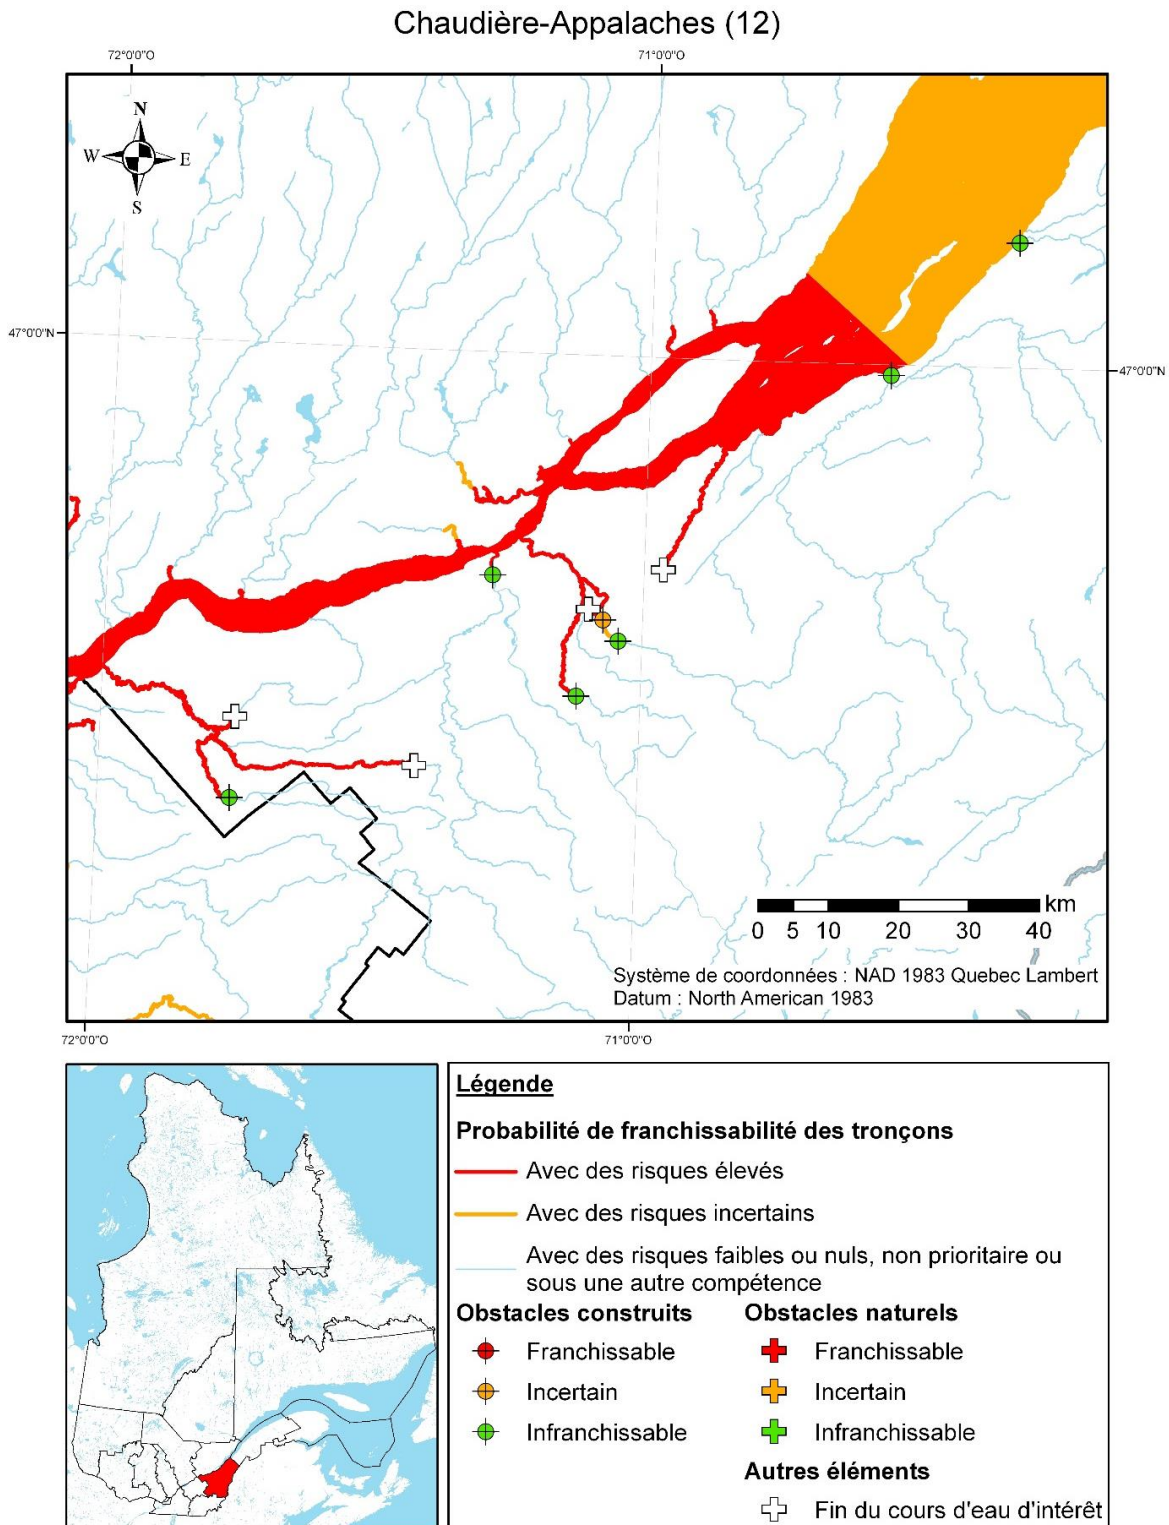 Chaudière-Appalaches (12)
72°0'0"O
71°0'0"O
N
W
E
S
47°0'0"N
47°0'0"N
km
0 5 10 20 30 40
Système de coordonnées : NAD 1983 Quebec Lambert
Datum : North American 1983
72°0'0"O
71°0'0"O
Légende
Probabilité de franchissabilité des tronçons
Avec des risques élevés
Avec des risques incertains
Avec des risques faibles ou nuls, non prioritaire ou
sous une autre compétence
Obstacles construits
Franchissable
Incertain
Infranchissable
Obstacles naturels
Franchissable
Incertain
Infranchissable
Autres éléments
Fin du cours d'eau d'intérêt